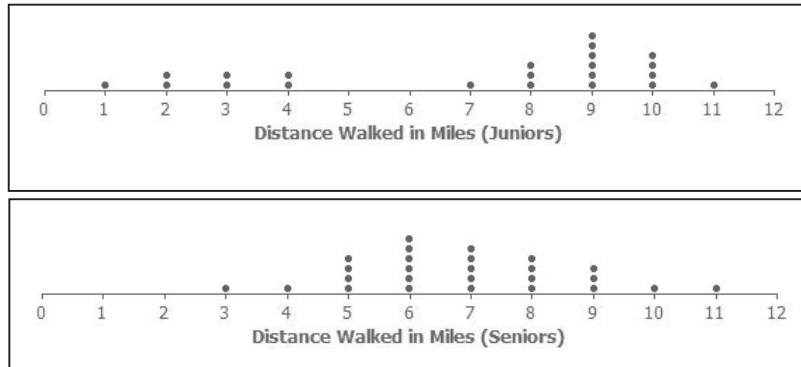 0 1 2 3 4 5 6 7 8 9 10 11 12
Distance Walked in Miles (Juniors)
0 1 2 3 4 5 6 7 8 9 10 11 12
Distance Walked in Miles (Seniors)